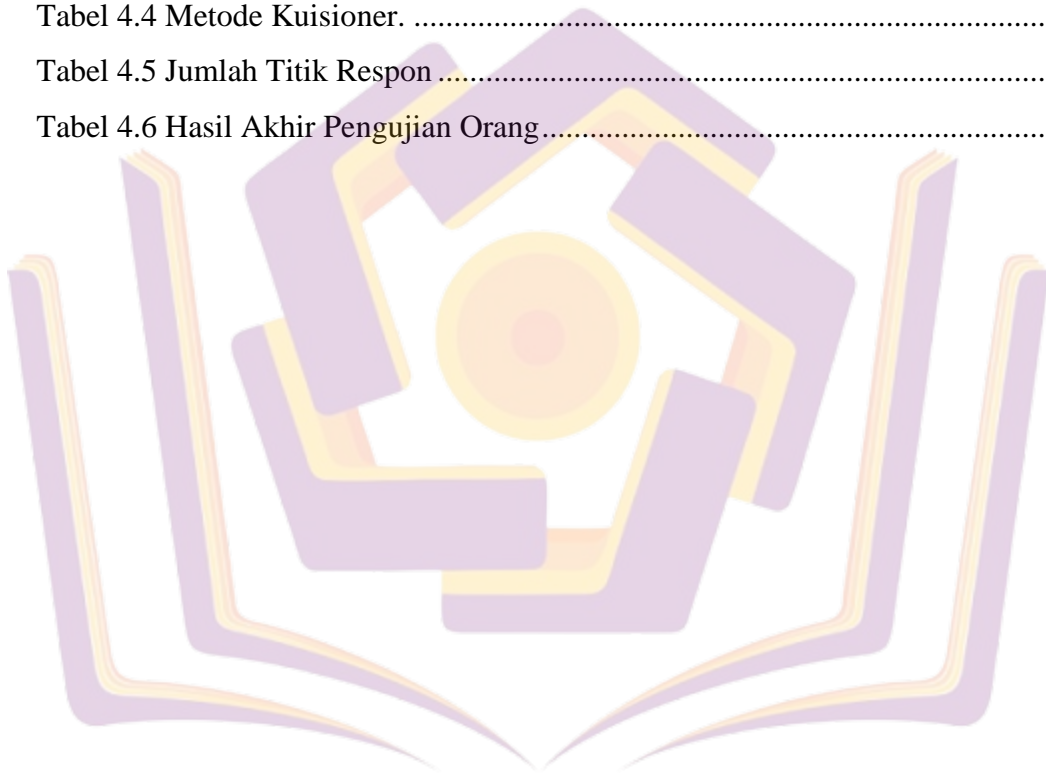 Tabel 4.4 Metode Kuisioner. ................................................................................
Tabel 4.5 Jumlah Titik Respon .............................................................................
Tabel 4.6 Hasil Akhir Pengujian Orang................................................................